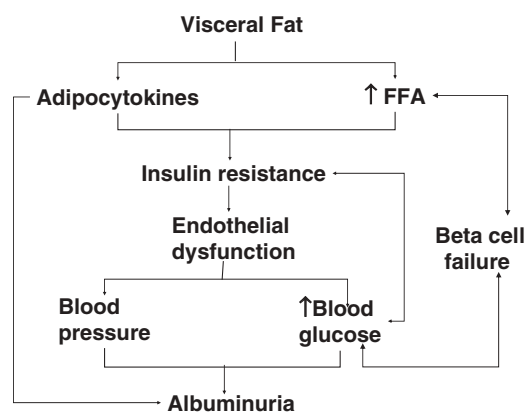 Visceral Fat
Adipocytokines
↑ FFA
Insulin resistance
Endothelial
dysfunction
Beta cell
failure
Blood
pressure
↑Blood
glucose
Albuminuria